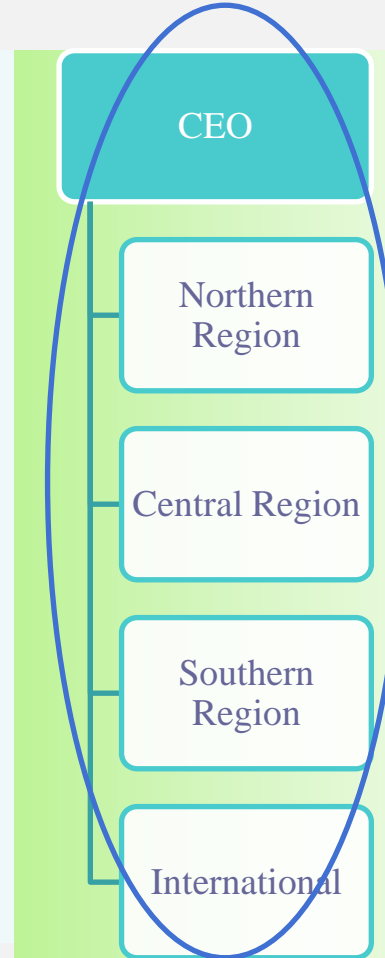 CEO
Northern
Region
Central Region
Southern
Region
International